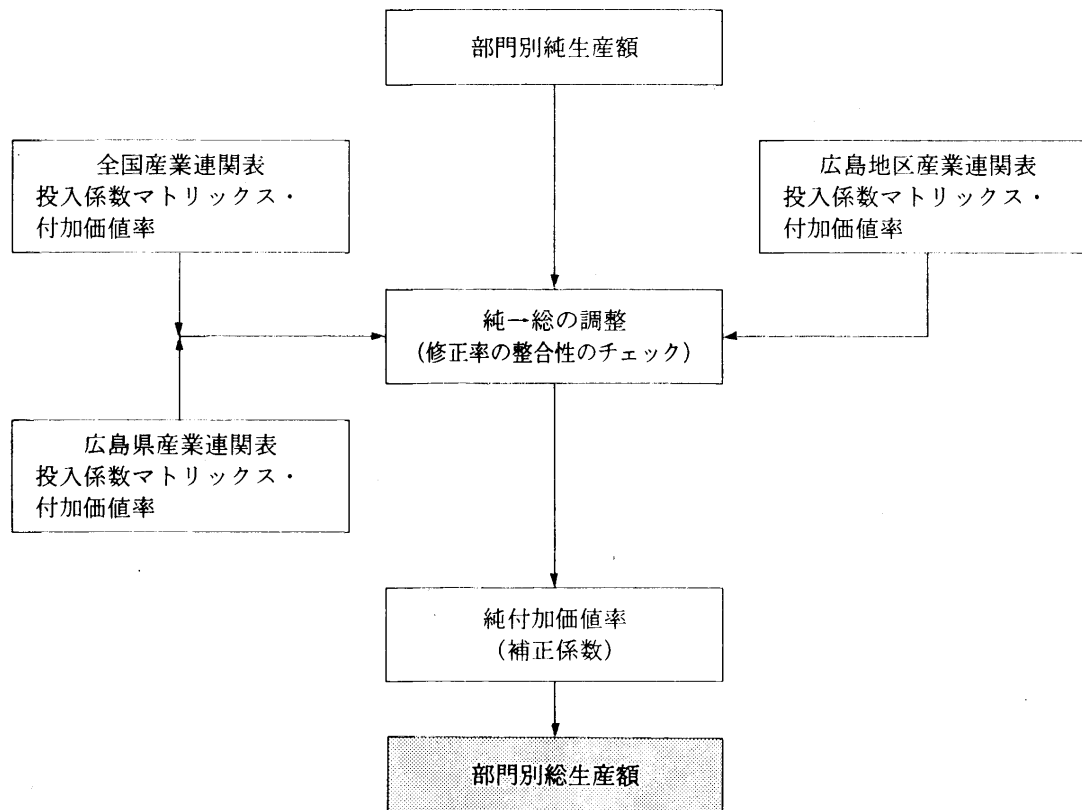 部門別純生産額
全国産業連関表
投入係数マトリックス・
付加価値率
広島地区産業連関表
投入係数マトリックス・
付加価値率
純→総の調整
(修正率の整合性のチェック)
広島県産業連関表
投入係数マトリックス・
付加価値率
純付加価値率
(補正係数)
部門別総生産額